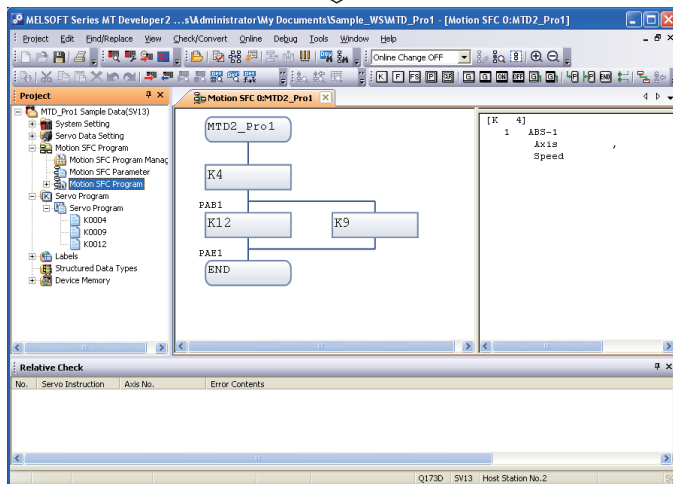 MELSOFT Series MT Developer2 ...s\Administrator\My Documents\Sample_WS\MTD_Pro1 - [Motion SFC 0:MTD2_Pro1]
Project Edit Find/Replace View Check/Convert Online Debug Tools Window Help
Online Change OFF
K F FS P SR G G ON OFF
Project
Motion SFC 0:MTD2_Pro1
MTD_Pro1 Sample Data(SV13)
System Setting
Servo Data Setting
Motion SFC Program
Motion SFC Program Manag
Motion SFC Parameter
Motion SFC Program
Servo Program
Servo Program
K0004
K0009
K0012
Labels
Structured Data Types
Device Memory
MTD2_Pro1
K4
PAB1
K12 K9
PAE1
END
[K 4]
1 ABS-1
Axis ,
Speed
Relative Check
No. Servo Instruction Axis No. Error Contents
Q173D SV13 Host Station No.2